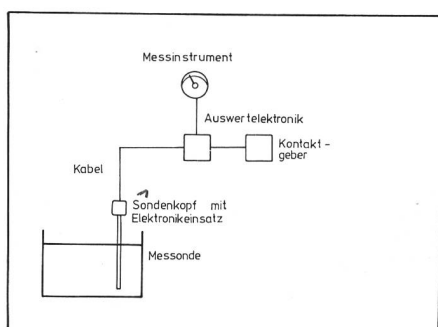 Messinstrument
Auswertelektronik
Kontakt-
geber
Kabel
Sondenkopf mit
Elektronikeinsatz
Messonde